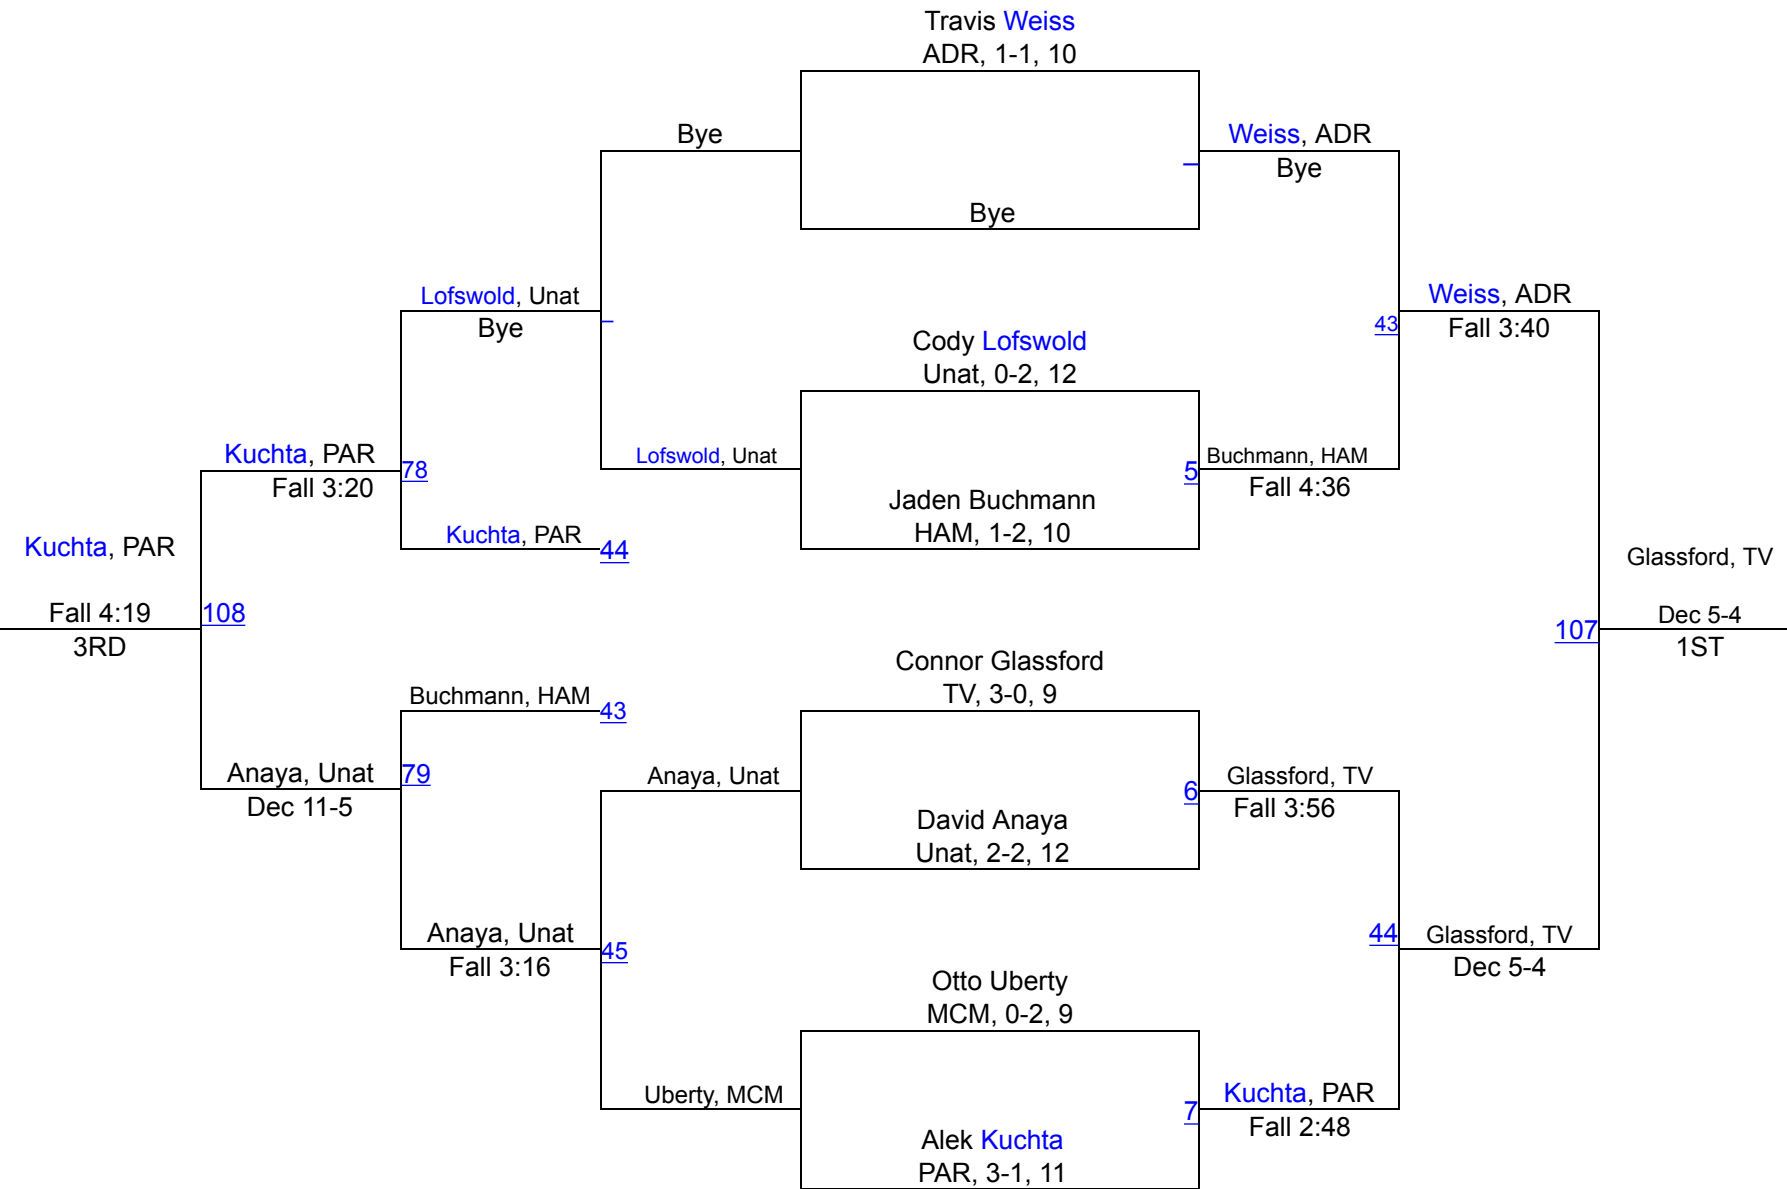 Travis Weiss
ADR, 1-1, 10
Bye
Weiss, ADR
Bye
Bye
Lofswold, Unat
Bye
Weiss, ADR
Fall 3:40
43
Cody Lofswold
Unat, 0-2, 12
Kuchta, PAR
Fall 3:20
78
Lofswold, Unat
5
Buchmann, HAM
Fall 4:36
Jaden Buchmann
HAM, 1-2, 10
Kuchta, PAR
44
Kuchta, PAR
Fall 4:19
3RD
108
Glassford, TV
Dec 5-4
1ST
107
Connor Glassford
TV, 3-0, 9
Buchmann, HAM
43
Anaya, Unat
Dec 11-5
79
Anaya, Unat
6
Glassford, TV
Fall 3:56
David Anaya
Unat, 2-2, 12
Anaya, Unat
Fall 3:16
45
44
Glassford, TV
Dec 5-4
Otto Uberty
MCM, 0-2, 9
Uberty, MCM
7
Kuchta, PAR
Fall 2:48
Alek Kuchta
PAR, 3-1, 11